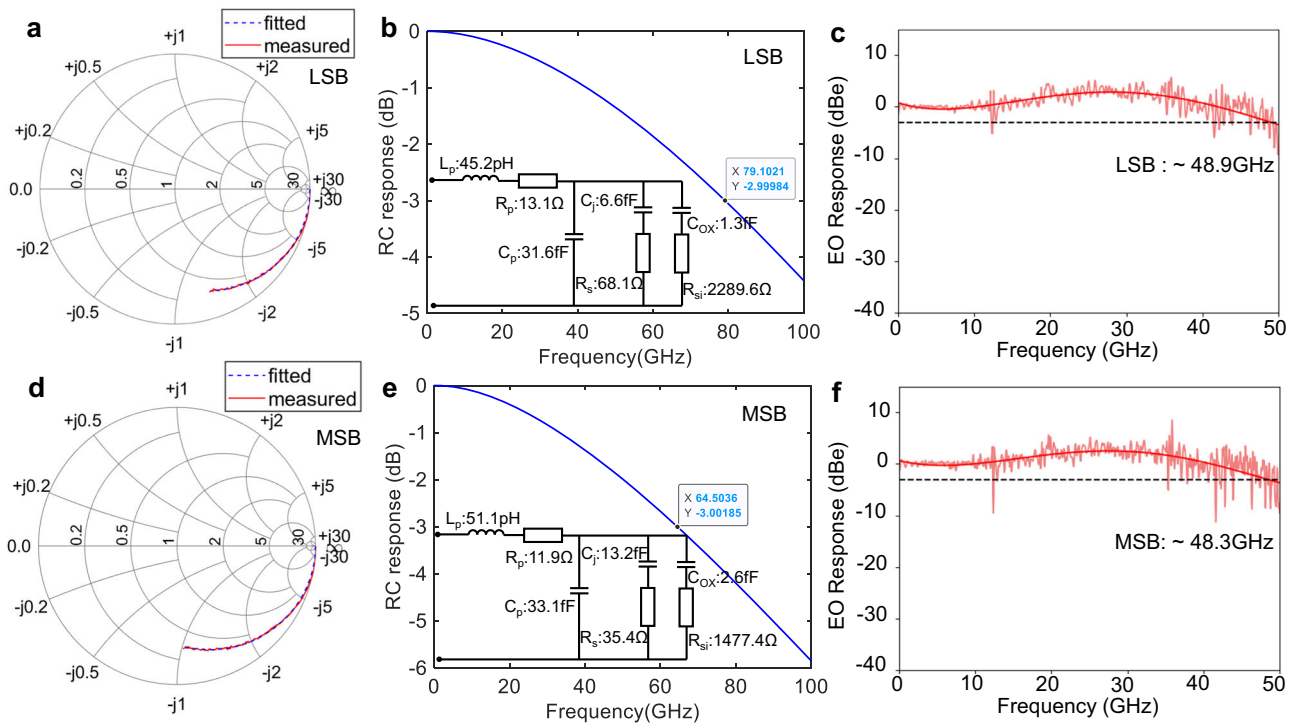 a
fitted
measured
LSB
+j1
+j0.5
+j2
+j0.2
+j5
0.0
0.2
0.5
1
2
5
30
+j30
-j30
-j0.2
-j5
-j0.5
-j2
-j1
b
LSB
RC response (dB)
0
-1
-2
-3
-4
-5
Lp:45.2pH
Rp:13.1Ω
Cj:6.6fF
COX:1.3fF
Cp:31.6fF
Rs:68.1Ω
Rsi:2289.6Ω
X 79.1021
Y -2.99984
0 20 40 60 80 100
Frequency(GHz)
c
EO Response (dBe)
10
0
-10
-20
-30
-40
LSB : ~ 48.9GHz
0 10 20 30 40 50
Frequency (GHz)
d
fitted
measured
MSB
+j1
+j0.5
+j2
+j0.2
+j5
0.0
0.2
0.5
1
2
5
30
+j30
-j30
-j0.2
-j5
-j0.5
-j2
-j1
e
MSB
RC response (dB)
0
-1
-2
-3
-4
-5
-6
X 64.5036
Y -3.00185
Lp:51.1pH
Rp:11.9Ω
Cj:13.2fF
COX:2.6fF
Cp:33.1fF
Rs:35.4Ω
Rsi:1477.4Ω
0 20 40 60 80 100
Frequency(GHz)
f
EO Response (dBe)
10
0
-10
-20
-30
-40
MSB: ~ 48.3GHz
0 10 20 30 40 50
Frequency (GHz)